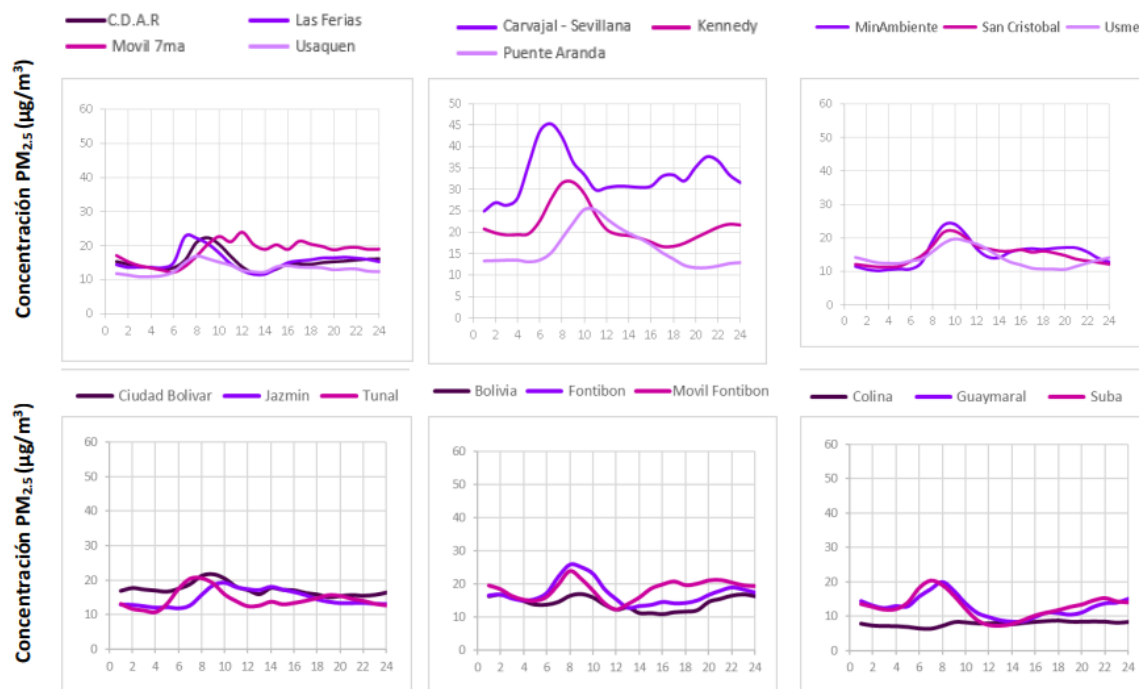 C.D.A.R Las Ferias
Movil 7ma Usaquen
Carvajal - Sevillana Kennedy
Puente Aranda
MinAmbiente San Cristobal Usme
Concentración PM2.5 (µg/m³)
60
50
40
30
20
10
0
0 2 4 6 8 10 12 14 16 18 20 22 24
50
45
40
35
30
25
20
15
10
5
0
0 2 4 6 8 10 12 14 16 18 20 22 24
60
50
40
30
20
10
0
0 2 4 6 8 10 12 14 16 18 20 22 24
Ciudad Bolivar Jazmin Tunal
Bolivia Fontibon Movil Fontibon
Colina Guaymaral Suba
Concentración PM2.5 (µg/m³)
60
50
40
30
20
10
0
0 2 4 6 8 10 12 14 16 18 20 22 24
60
50
40
30
20
10
0
0 2 4 6 8 10 12 14 16 18 20 22 24
60
50
40
30
20
10
0
0 2 4 6 8 10 12 14 16 18 20 22 24